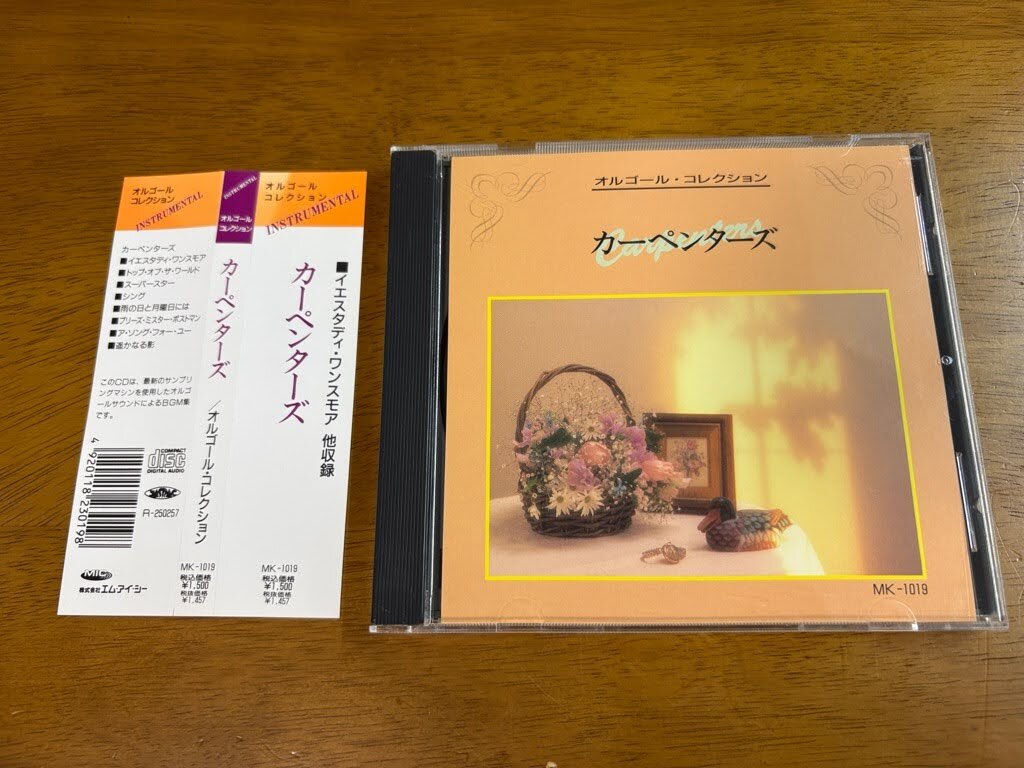 オルゴール
コレクション
INSTRUMENTAL
カーペンターズ
■イエスタディ・ワンスモア
■トップ・オブ・ザ・ワールド
■スーパースター
■シング
■雨の日と月曜日には
■プリーズ・ミスター・ポストマン
■ア・ソング・フォー・ユー
■遥かなる影
このCDは、最新のサンプリ
ングマシンを使用したオルゴ
ールサウンドによるBGM集
です。
4 920118 230198
COMPACT
disc
DIGITAL AUDIO
R-250257
MIC
株式会社エム・アイ・シー
INSTRUMENTAL
オルゴール
コレクション
カーペンターズ
/オルゴール・コレクション
MK-1019
税込価格
¥1,500
税抜価格
¥1,457
オルゴール
コレクション
INSTRUMENTAL
■イエスタディ・ワンスモア 他収録
カーペンターズ
MK-1019
税込価格
¥1,500
税抜価格
¥1,457
オルゴール・コレクション
Carpenters
カーペンターズ
MK-1019